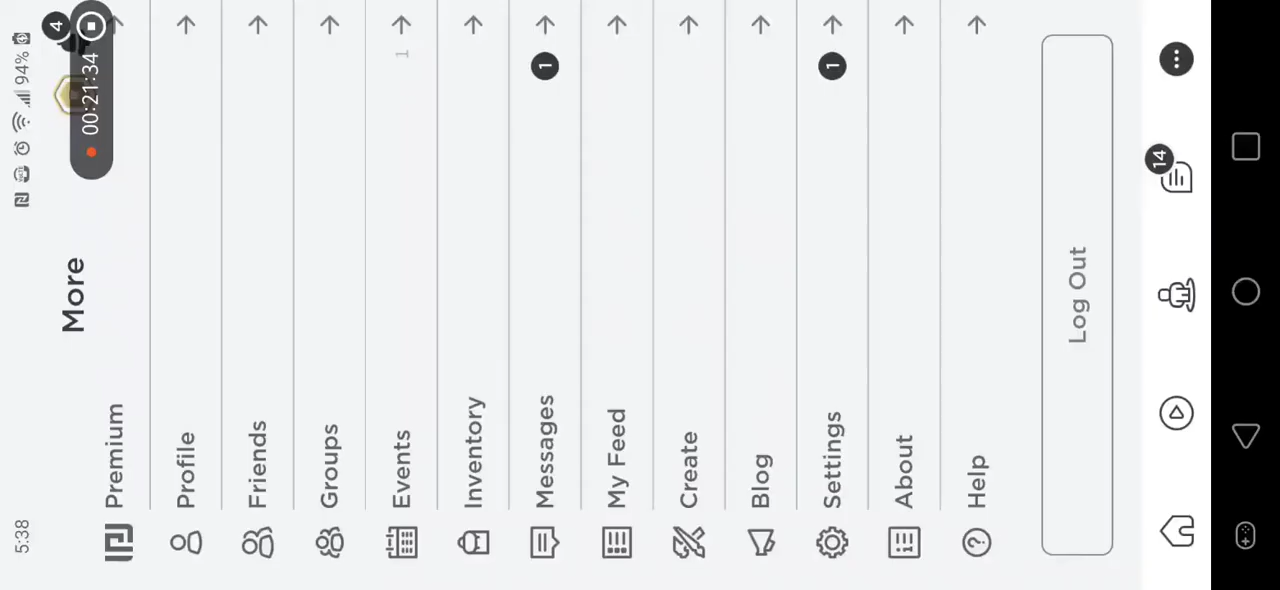 5:38
94%
4
00:21:34
More
Premium
Profile
Friends
Groups
Events
1
Inventory
Messages
1
My Feed
Create
Blog
Settings
1
About
Help
Log Out
14